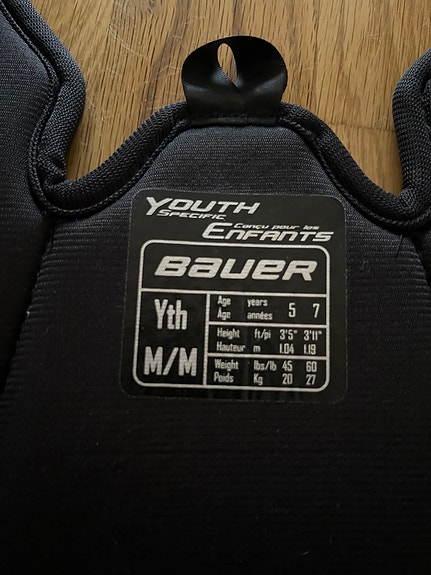 YOUTH
SPECIFIC
Conçu pour les
ENFANTS
BAUER
Yth
M/M
Age years 5 7
Âge années
Height ft/pi 3'5" 3'11"
Hauteur m 1.04 1.19
Weight lbs/lb 45 60
Poids Kg 20 27